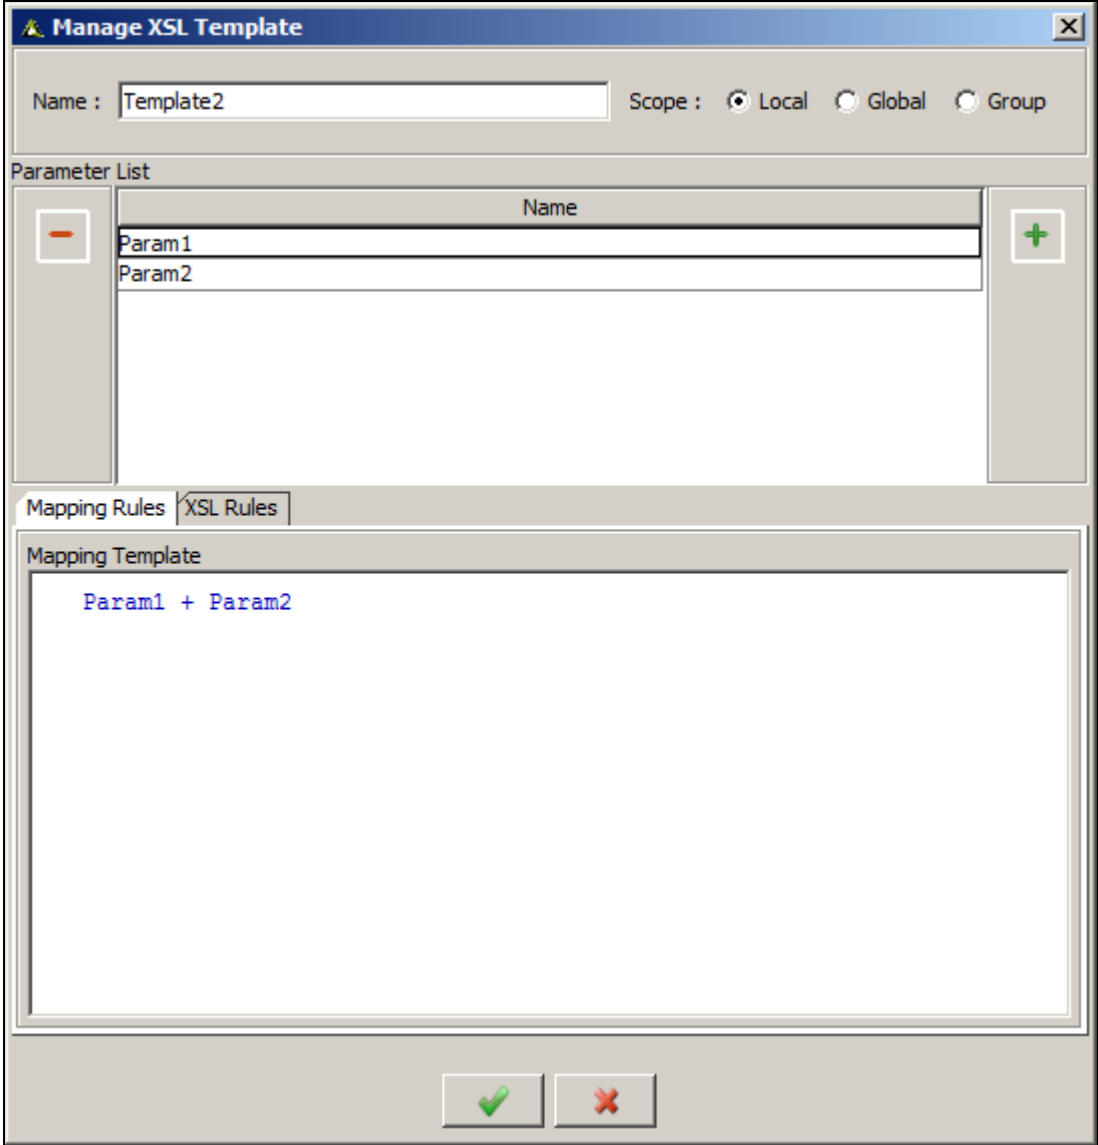 Manage XSL Template
Name : Template2 Scope : Local Global Group
Parameter List
Name
Param1
Param2
Mapping Rules XSL Rules
Mapping Template
Param1 + Param2